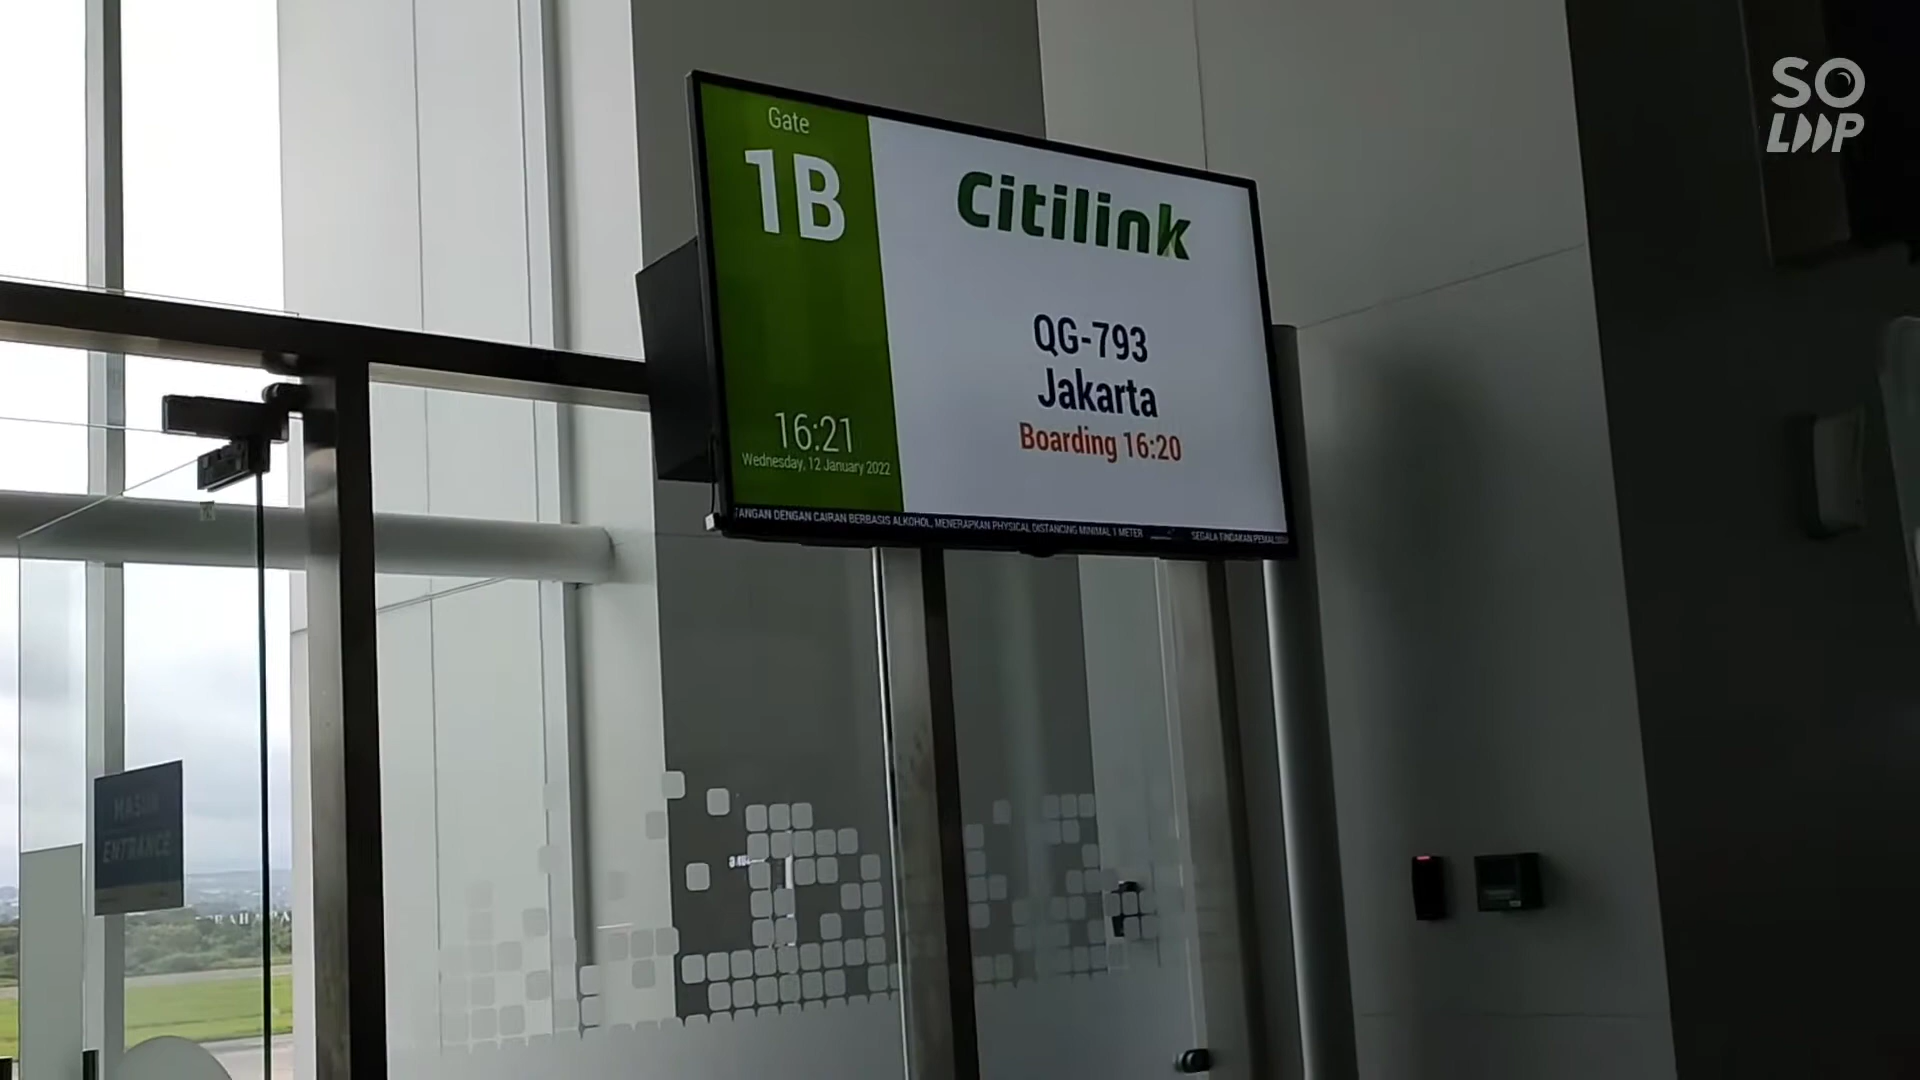 SO
LOOP
Gate
1B
Citilink
QG-793
Jakarta
Boarding 16:20
16:21
Wednesday, 12 January 2022
TANGAN DENGAN CAIRAN BERBASIS ALKOHOL, MENERAPKAN PHYSICAL DISTANCING MINIMAL 1 METER
SEGALA TINDAKAN
MASUK
ENTRANCE